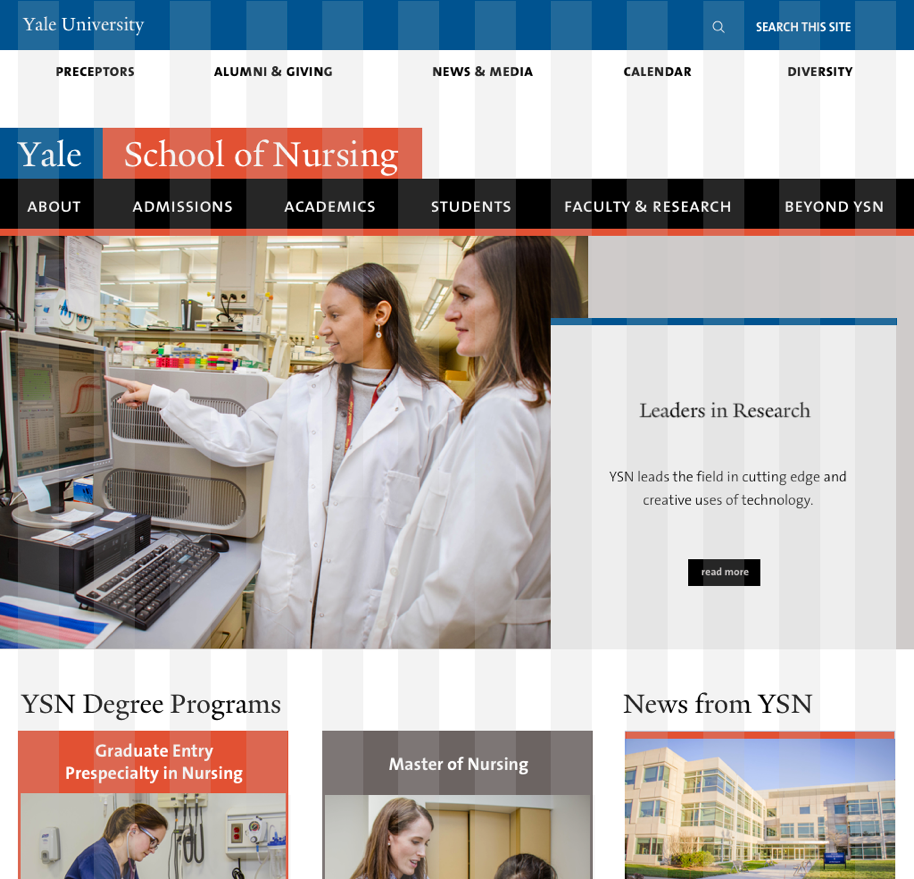 Yale University
SEARCH THIS SITE
PRECEPTORS
ALUMNI & GIVING
NEWS & MEDIA
CALENDAR
DIVERSITY
Yale School of Nursing
ABOUT
ADMISSIONS
ACADEMICS
STUDENTS
FACULTY & RESEARCH
BEYOND YSN
Leaders in Research
YSN leads the field in cutting edge and
creative uses of technology.
read more
YSN Degree Programs
News from YSN
Graduate Entry
Prespecialty in Nursing
Master of Nursing